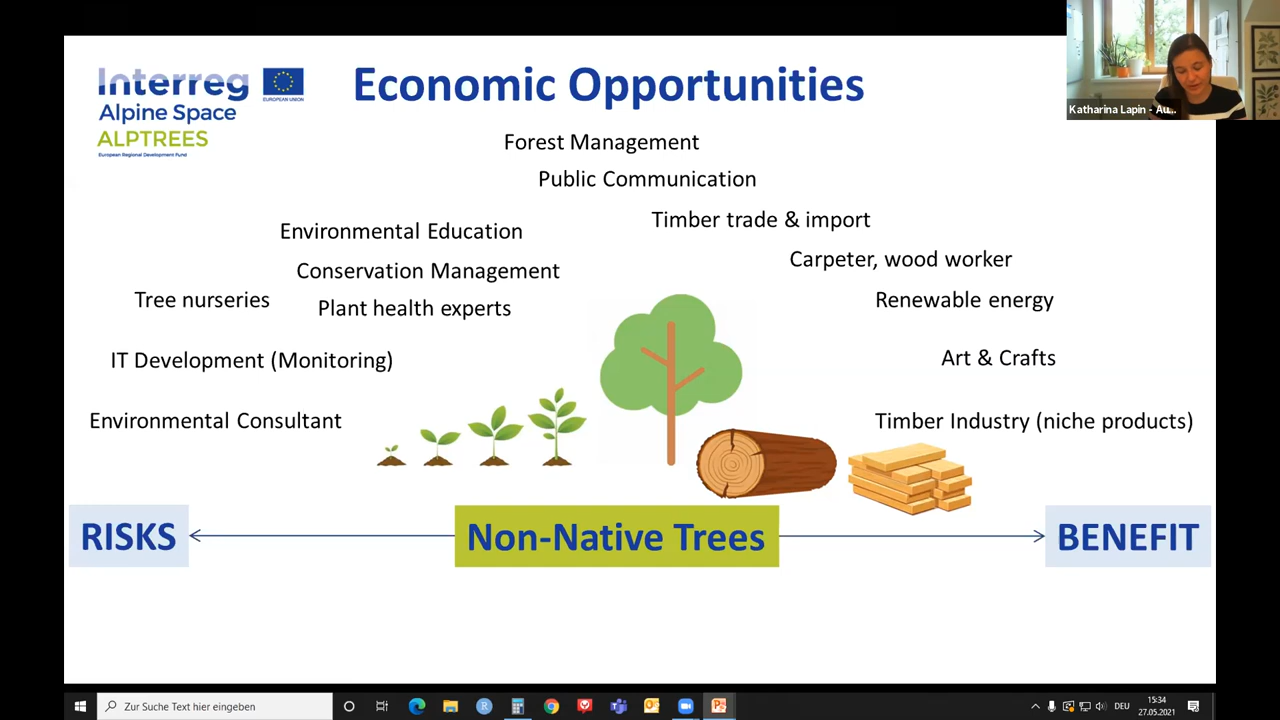 Interreg
EUROPEAN UNION
Alpine Space
ALPTREES
European Regional Development Fund
Economic Opportunities
Katharina Lapin - Au...
Forest Management
Public Communication
Timber trade & import
Environmental Education
Carpeter, wood worker
Conservation Management
Tree nurseries
Plant health experts
Renewable energy
IT Development (Monitoring)
Art & Crafts
Environmental Consultant
Timber Industry (niche products)
RISKS
Non-Native Trees
BENEFIT
Zur Suche Text hier eingeben
DEU
15:34
27.05.2021